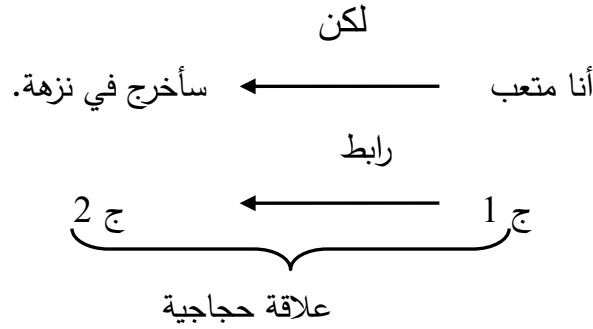 لكن
أنا متعب سأخرج في نزهة.
رابط
ج 1 ج 2
علاقة حجاجية